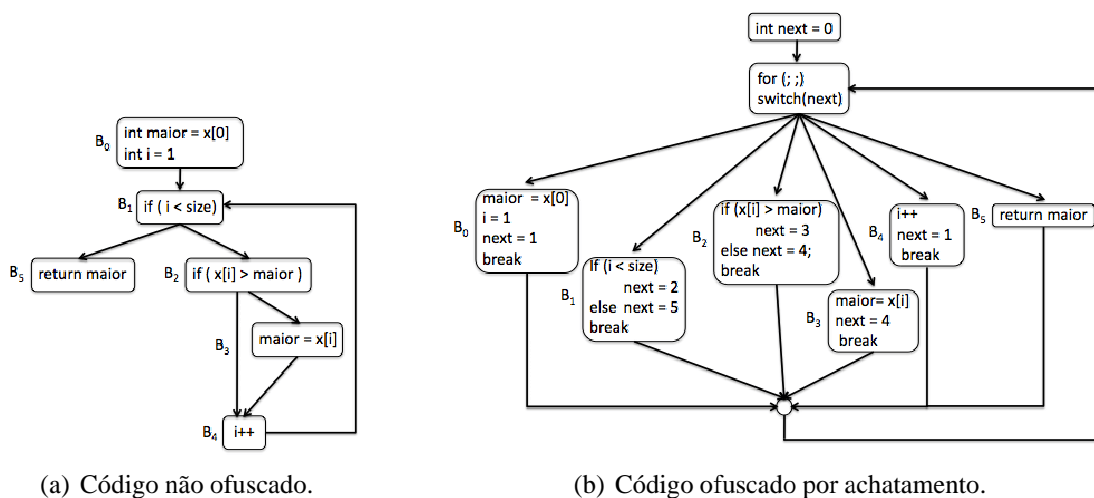 B0
int maior = x[0]
int i = 1
B1
if ( i < size)
B5
return maior
B2
if ( x[i] > maior )
B3
maior = x[i]
B4
i++
(a) Código não ofuscado.
int next = 0
for (; ;)
switch(next)
B0
maior = x[0]
i = 1
next = 1
break
B1
If (i < size)
next = 2
else next = 5
break
B2
if (x[i] > maior)
next = 3
else next = 4;
break
B3
maior= x[i]
next = 4
break
B4
i++
next = 1
break
B5
return maior
(b) Código ofuscado por achatamento.